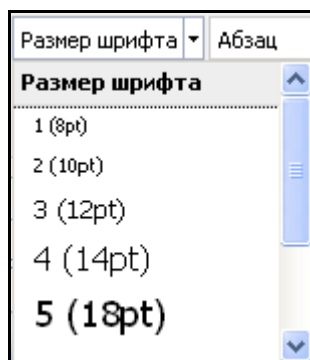 Размер шрифта Абзац
Размер шрифта
1 (8pt)
2 (10pt)
3 (12pt)
4 (14pt)
5 (18pt)